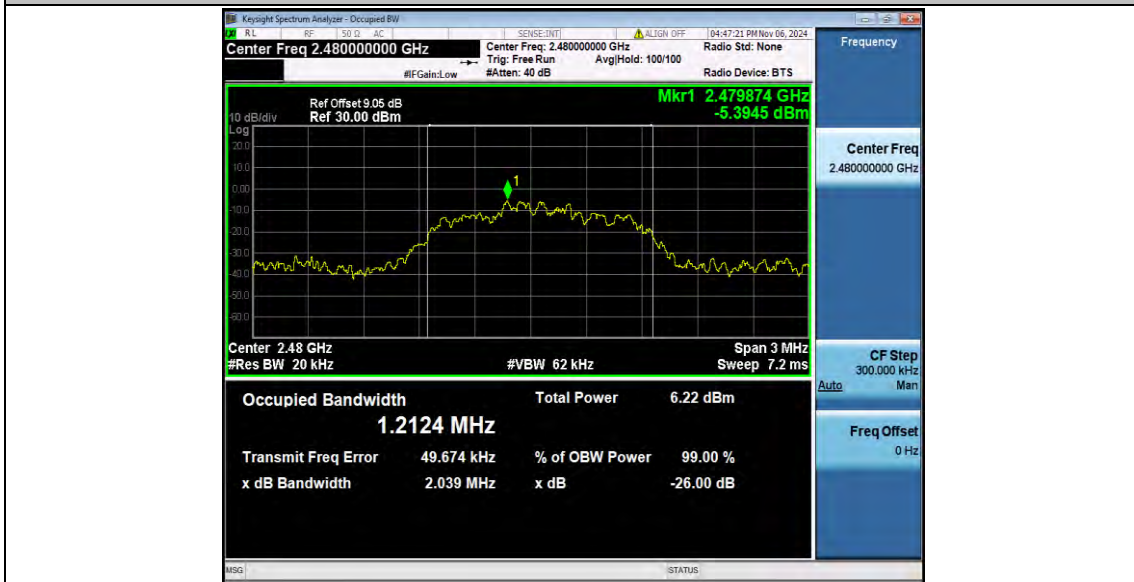 Keysight Spectrum Analyzer - Occupied BW
RL RF 50 Ω AC SENSE:INT ALIGN OFF 04:47:21 PM Nov 06, 2024
Center Freq 2.480000000 GHz
Center Freq: 2.480000000 GHz
Radio Std: None
Trig: Free Run Avg|Hold: 100/100
#IFGain:Low #Atten: 40 dB Radio Device: BTS
Frequency
Mkr1 2.479874 GHz
-5.3945 dBm
Ref Offset 9.05 dB
10 dB/div Ref 30.00 dBm
Log
20.0
10.0
0.00
-10.0
-20.0
-30.0
-40.0
-50.0
-60.0
1
Center 2.48 GHz Span 3 MHz
#Res BW 20 kHz #VBW 62 kHz Sweep 7.2 ms
Occupied Bandwidth Total Power 6.22 dBm
1.2124 MHz
Transmit Freq Error 49.674 kHz % of OBW Power 99.00 %
x dB Bandwidth 2.039 MHz x dB -26.00 dB
Center Freq
2.480000000 GHz
CF Step
300.000 kHz
Auto Man
Freq Offset
0 Hz
MSG STATUS